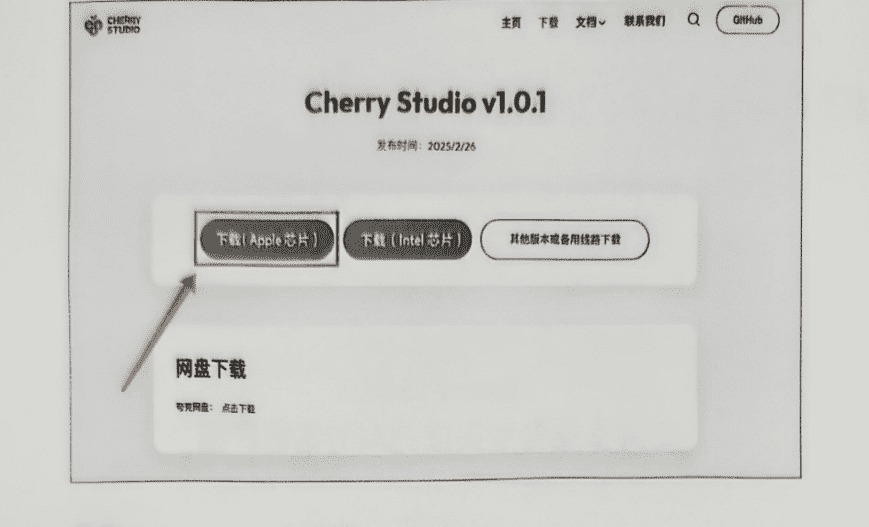 CHERRY STUDIO
主页 下载 文档 联系我们 GitHub
Cherry Studio v1.0.1
发布时间：2025/2/26
下载（Apple 芯片） 下载（Intel 芯片） 其他版本或备用线路下载
网盘下载
夸克网盘： 点击下载